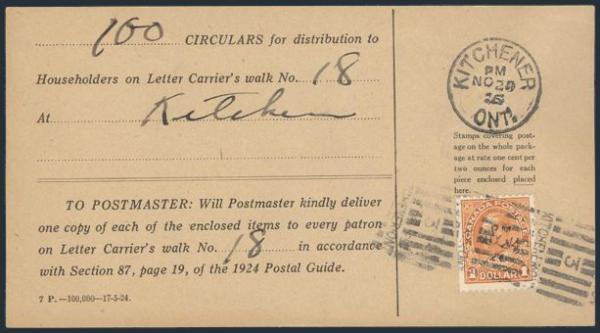 100 CIRCULARS for distribution to
Householders on Letter Carrier's walk No. 18
At Kitchen
TO POSTMASTER: Will Postmaster kindly deliver
one copy of each of the enclosed items to every patron
on Letter Carrier's walk No. 18 in accordance
with Section 87, page 19, of the 1924 Postal Guide.
7 P.—100,000—17-5-24.
KITCHENER
PM
NO 29
ONT.
Stamps covering post-
age on the whole pack-
age at rate one cent per
two ounces for each
piece enclosed placed
here.
1 DOLLAR 1
KITCHENER
3